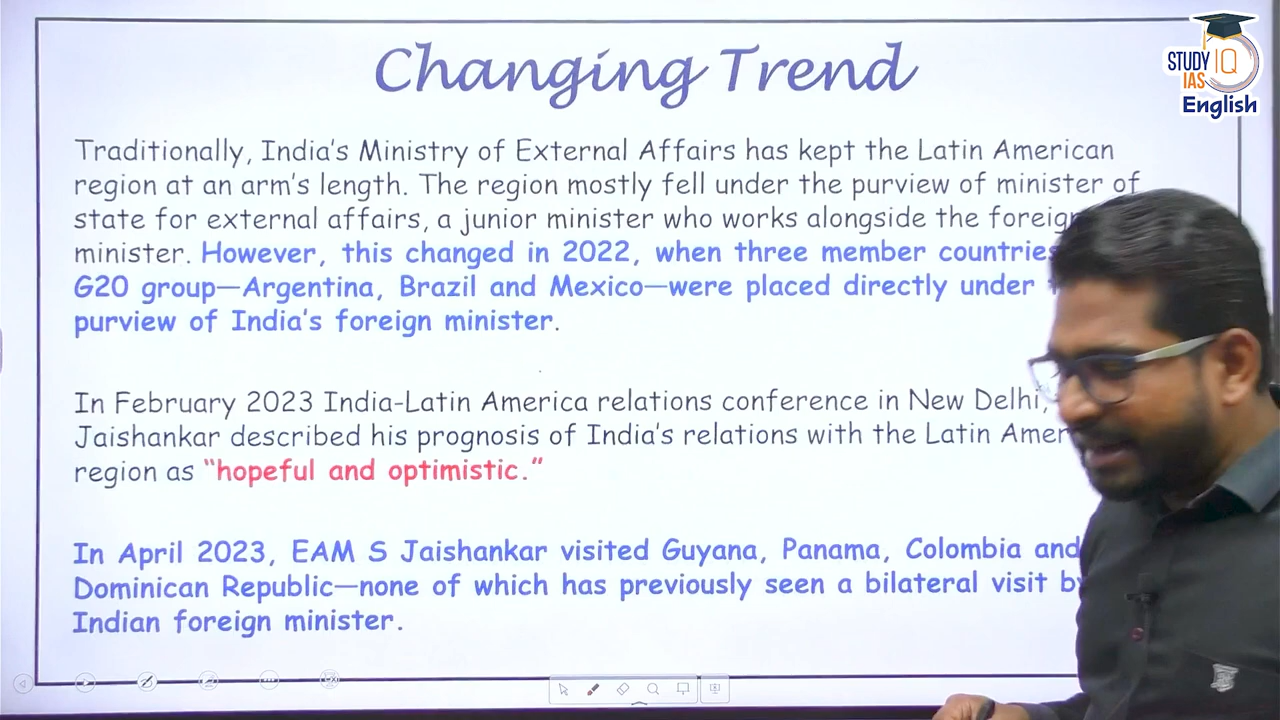 Changing Trend
STUDY IQ
IAS
English
Traditionally, India's Ministry of External Affairs has kept the Latin American
region at an arm's length. The region mostly fell under the purview of minister of
state for external affairs, a junior minister who works alongside the foreign
minister. However, this changed in 2022, when three member countries
G20 group—Argentina, Brazil and Mexico—were placed directly under
purview of India's foreign minister.
In February 2023 India-Latin America relations conference in New Delhi,
Jaishankar described his prognosis of India's relations with the Latin
region as "hopeful and optimistic."
In April 2023, EAM S Jaishankar visited Guyana, Panama, Colombia and
Dominican Republic—none of which has previously seen a bilateral visit
Indian foreign minister.